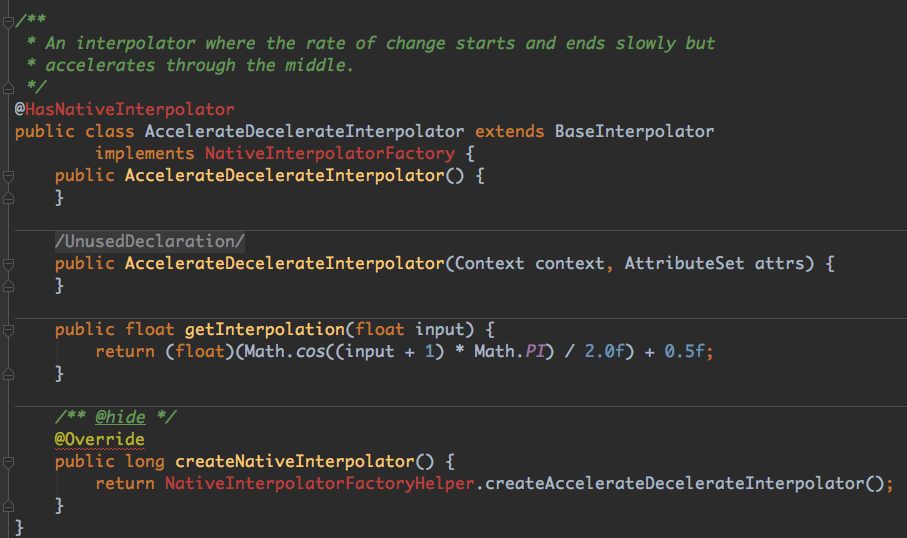 /**
 * An interpolator where the rate of change starts and ends slowly but
 * accelerates through the middle.
 */
@HasNativeInterpolator
public class AccelerateDecelerateInterpolator extends BaseInterpolator
        implements NativeInterpolatorFactory {
    public AccelerateDecelerateInterpolator() {
    }
    /UnusedDeclaration/
    public AccelerateDecelerateInterpolator(Context context, AttributeSet attrs) {
    }
    public float getInterpolation(float input) {
        return (float)(Math.cos((input + 1) * Math.PI) / 2.0f) + 0.5f;
    }
    /** @hide */
    @Override
    public long createNativeInterpolator() {
        return NativeInterpolatorFactoryHelper.createAccelerateDecelerateInterpolator();
    }
}